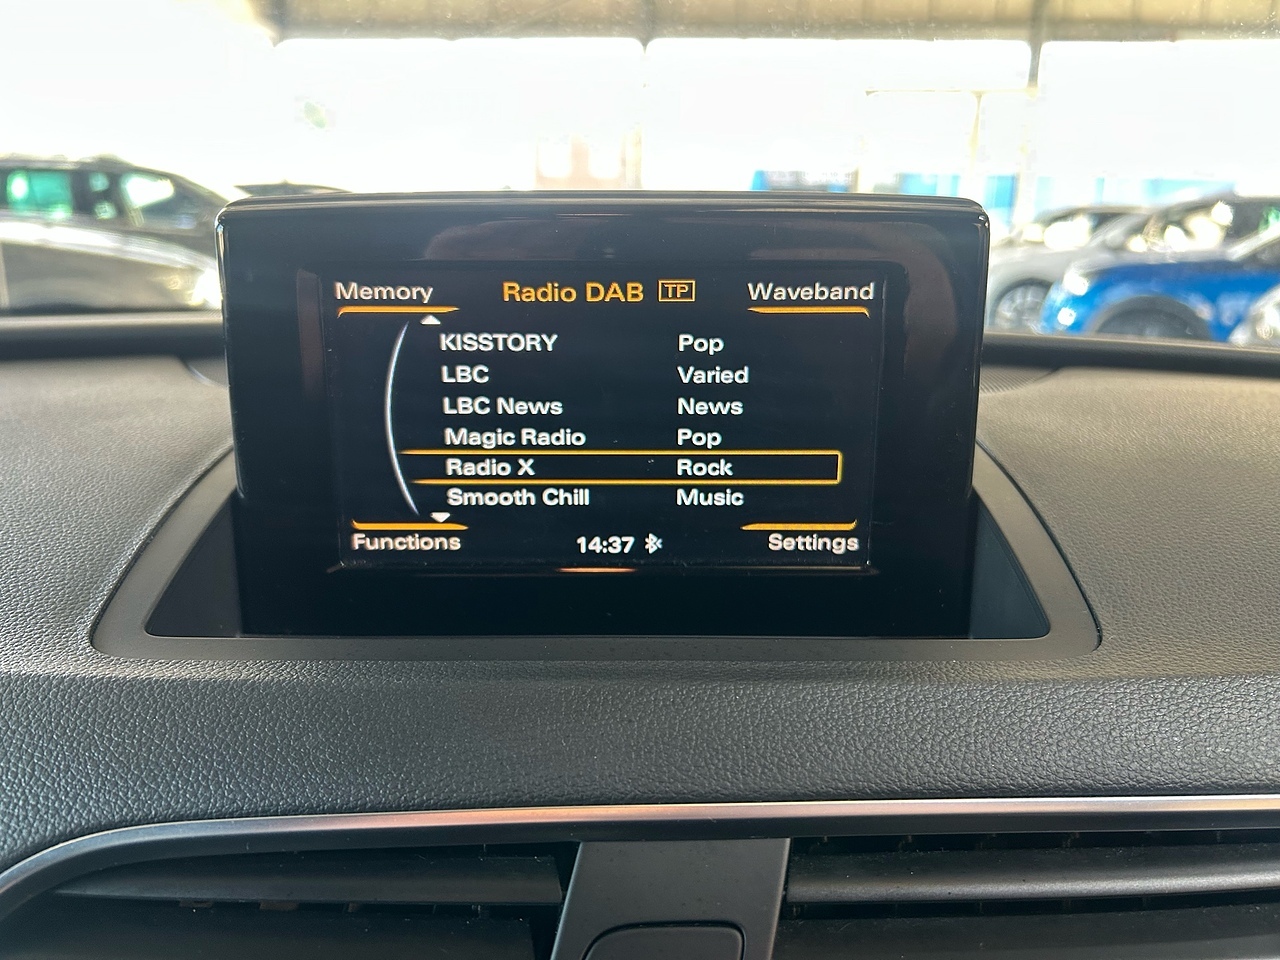 Memory Radio DAB TP Waveband
KISSTORY Pop
LBC Varied
LBC News News
Magic Radio Pop
Radio X Rock
Smooth Chill Music
Functions 14:37 Settings